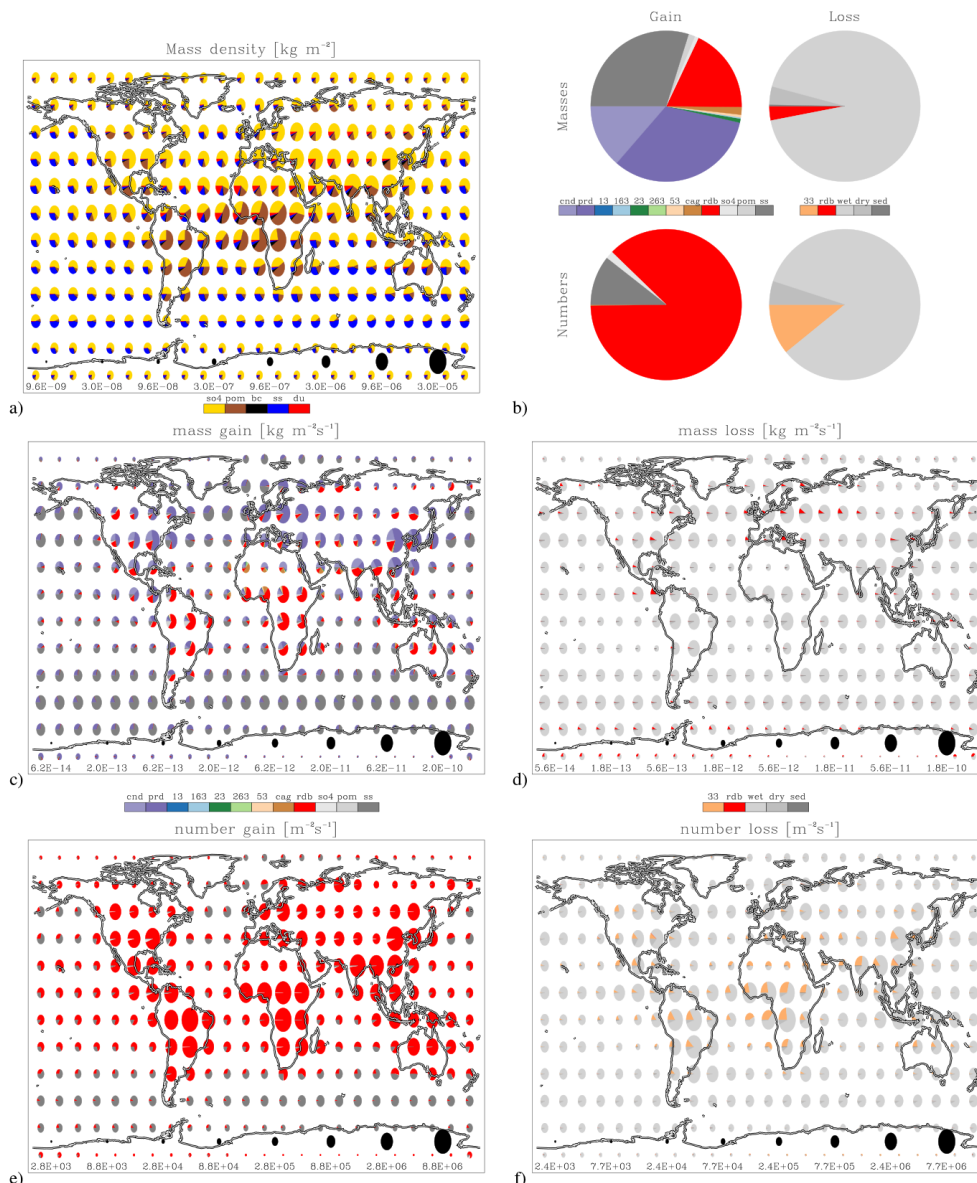 Mass density [kg m⁻²]
9.6E-09 3.0E-08 9.6E-08 3.0E-07 9.6E-07 3.0E-06 9.6E-06 3.0E-05
so4 pom bc ss du
a)
Gain Loss
Masses
cnd prd 13 163 23 263 53 cag rdb so4 pom ss
33 rdb wet dry sed
Numbers
b)
mass gain [kg m⁻²s⁻¹]
6.2E-14 2.0E-13 6.2E-13 2.0E-12 6.2E-12 2.0E-11 6.2E-11 2.0E-10
c)
mass loss [kg m⁻²s⁻¹]
5.6E-14 1.8E-13 5.6E-13 1.8E-12 5.6E-12 1.8E-11 5.6E-11 1.8E-10
d)
cnd prd 13 163 23 263 53 cag rdb so4 pom ss
33 rdb wet dry sed
number gain [m⁻²s⁻¹]
2.8E+03 8.8E+03 2.8E+04 8.8E+04 2.8E+05 8.8E+05 2.8E+06 8.8E+06
e)
number loss [m⁻²s⁻¹]
2.4E+03 7.7E+03 2.4E+04 7.7E+04 2.4E+05 7.7E+05 2.4E+06 7.7E+06
f)